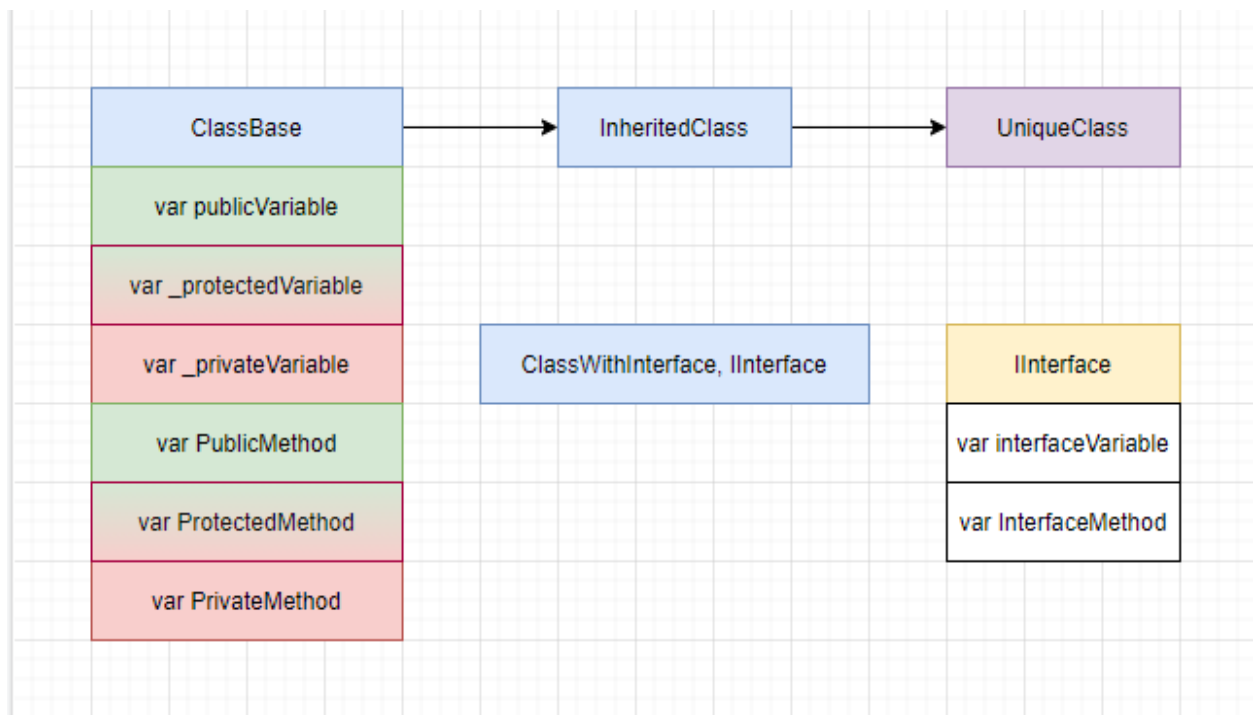 ClassBase
InheritedClass
UniqueClass
var publicVariable
var _protectedVariable
var _privateVariable
var PublicMethod
var ProtectedMethod
var PrivateMethod
ClassWithInterface, IInterface
IInterface
var interfaceVariable
var InterfaceMethod